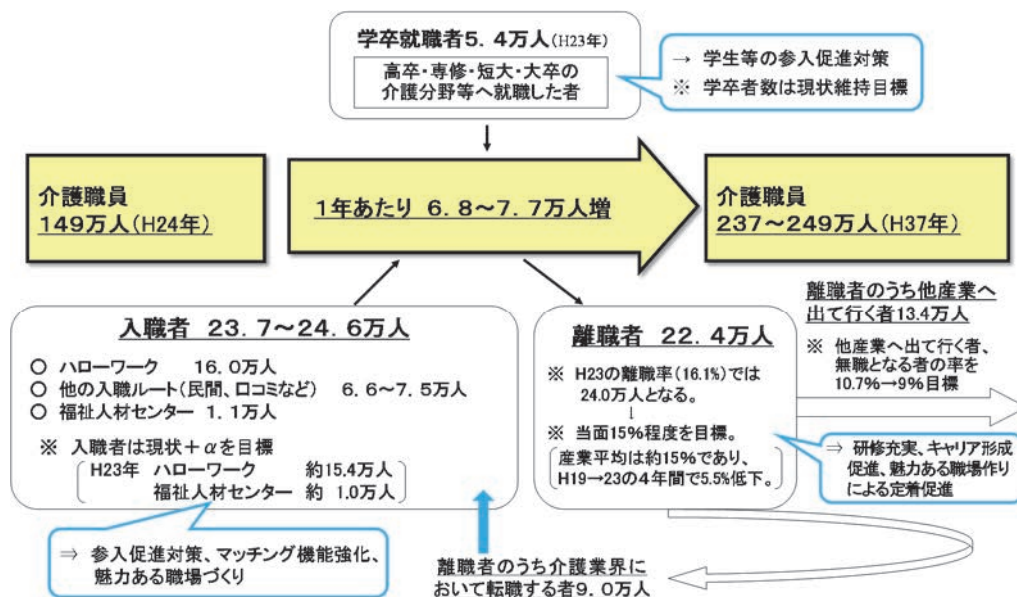 学卒就職者5.4万人(H23年)
高卒・専修・短大・大卒の
介護分野等へ就職した者
→ 学生等の参入促進対策
※ 学卒者数は現状維持目標
介護職員
149万人(H24年)
1年あたり 6.8～7.7万人増
介護職員
237～249万人(H37年)
入職者 23.7～24.6万人
○ ハローワーク 16.0万人
○ 他の入職ルート(民間、口コミなど) 6.6～7.5万人
○ 福祉人材センター 1.1万人
※ 入職者は現状+αを目標
H23年 ハローワーク 約15.4万人
福祉人材センター 約 1.0万人
⇒ 参入促進対策、マッチング機能強化、
魅力ある職場づくり
離職者 22.4万人
※ H23の離職率(16.1%)では
24.0万人となる。
↓
※ 当面15%程度を目標。
産業平均は約15%であり、
H19→23の4年間で5.5%低下。
離職者のうち他産業へ
出て行く者13.4万人
※ 他産業へ出て行く者、
無職となる者の率を
10.7%→9%目標
⇒ 研修充実、キャリア形成
促進、魅力ある職場作り
による定着促進
離職者のうち介護業界に
おいて転職する者9.0万人